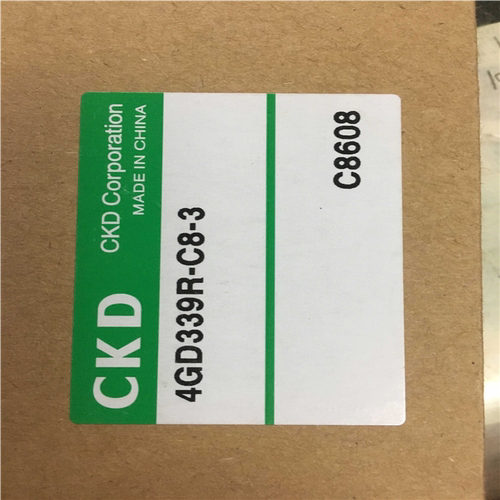 CKD
CKD Corporation
MADE IN CHINA
4GD339R-C8-3
C8608